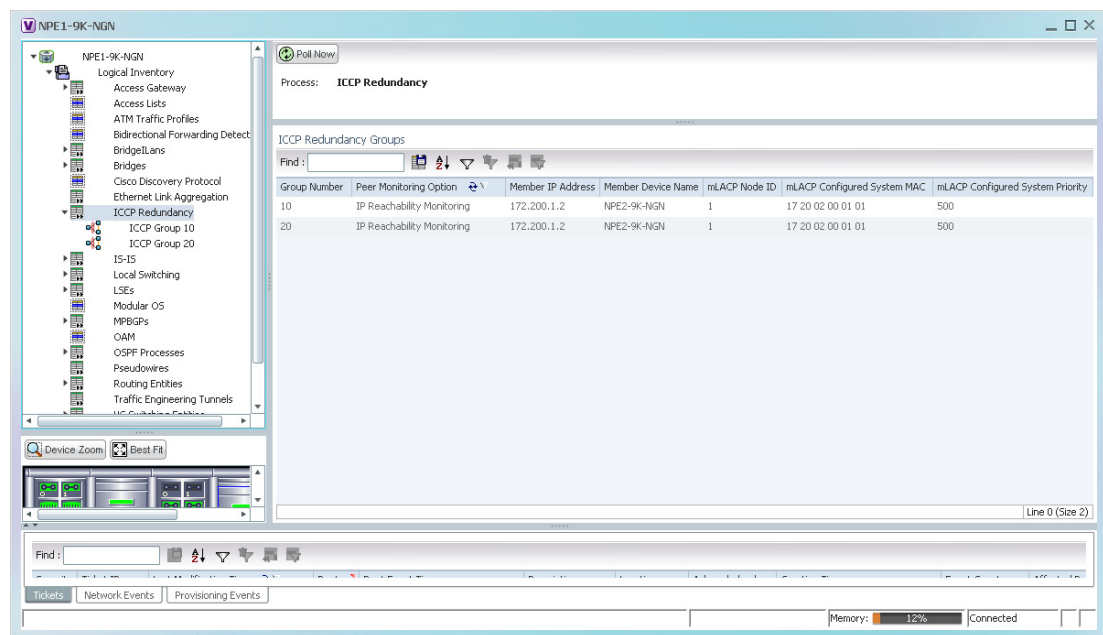 V NPE1-9K-NGN
NPE1-9K-NGN
Logical Inventory
Access Gateway
Access Lists
ATM Traffic Profiles
Bidirectional Forwarding Detect
BridgeILans
Bridges
Cisco Discovery Protocol
Ethernet Link Aggregation
ICCP Redundancy
ICCP Group 10
ICCP Group 20
IS-IS
Local Switching
LSEs
Modular OS
MPBGPs
OAM
OSPF Processes
Pseudowires
Routing Entities
Traffic Engineering Tunnels
Device Zoom Best Fit
Poll Now
Process: ICCP Redundancy
ICCP Redundancy Groups
Find :
Group Number Peer Monitoring Option Member IP Address Member Device Name mLACP Node ID mLACP Configured System MAC mLACP Configured System Priority
10 IP Reachability Monitoring 172.200.1.2 NPE2-9K-NGN 1 17 20 02 00 01 01 500
20 IP Reachability Monitoring 172.200.1.2 NPE2-9K-NGN 1 17 20 02 00 01 01 500
Line 0 (Size 2)
Find :
Tickets Network Events Provisioning Events
Memory: 12% Connected